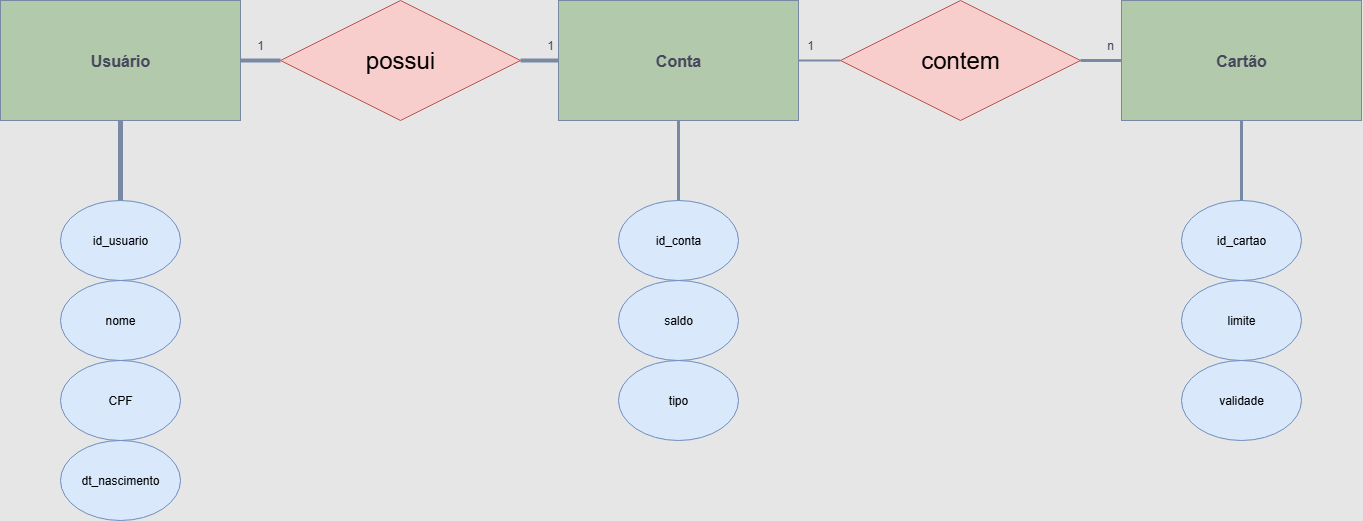 Usuário
1
possui
1
Conta
1
contem
n
Cartão
id_usuario
nome
CPF
dt_nascimento
id_conta
saldo
tipo
id_cartao
limite
validade